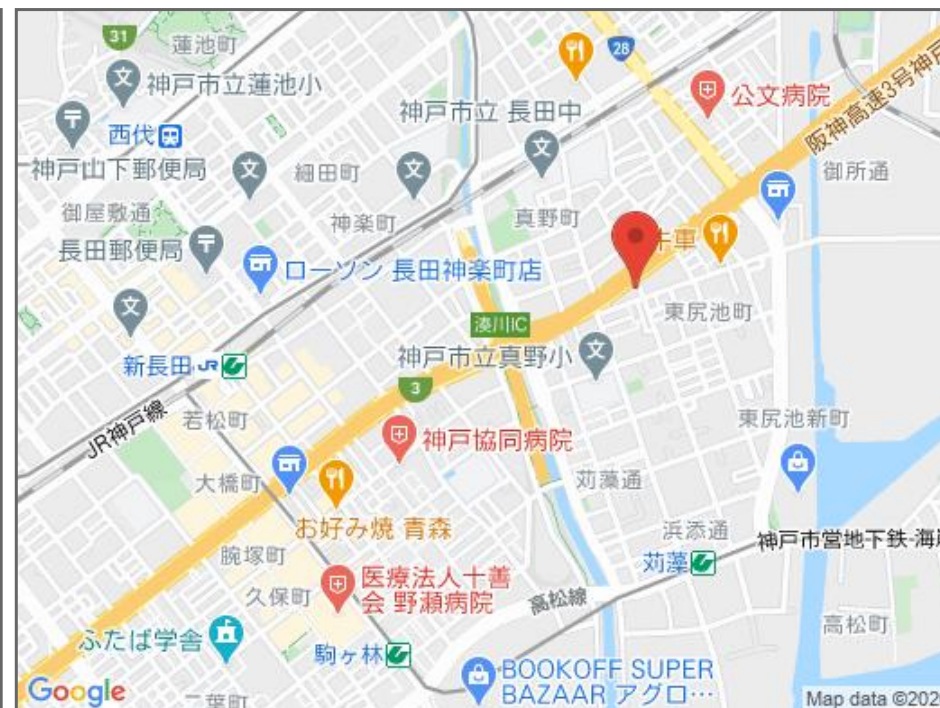 31
蓮池町
28
神戸市立蓮池小
公文病院
神戸市立 長田中
阪神高速3号神戸
西代
神戸山下郵便局
細田町
御所通
御屋敷通
神楽町
真野町
牛車
長田郵便局
ローソン 長田神楽町店
東尻池町
湊川IC
神戸市立真野小
新長田
JR
3
若松町
JR神戸線
神戸協同病院
東尻池新町
大橋町
苅藻通
お好み焼 青森
浜添通
神戸市営地下鉄-海岸
腕塚町
苅藻
医療法人十善
会 野瀬病院
久保町
高松線
高松町
ふたば学舎
駒ヶ林
BOOKOFF SUPER
BAZAAR アグロ…
Google
二葉町
Map data ©202